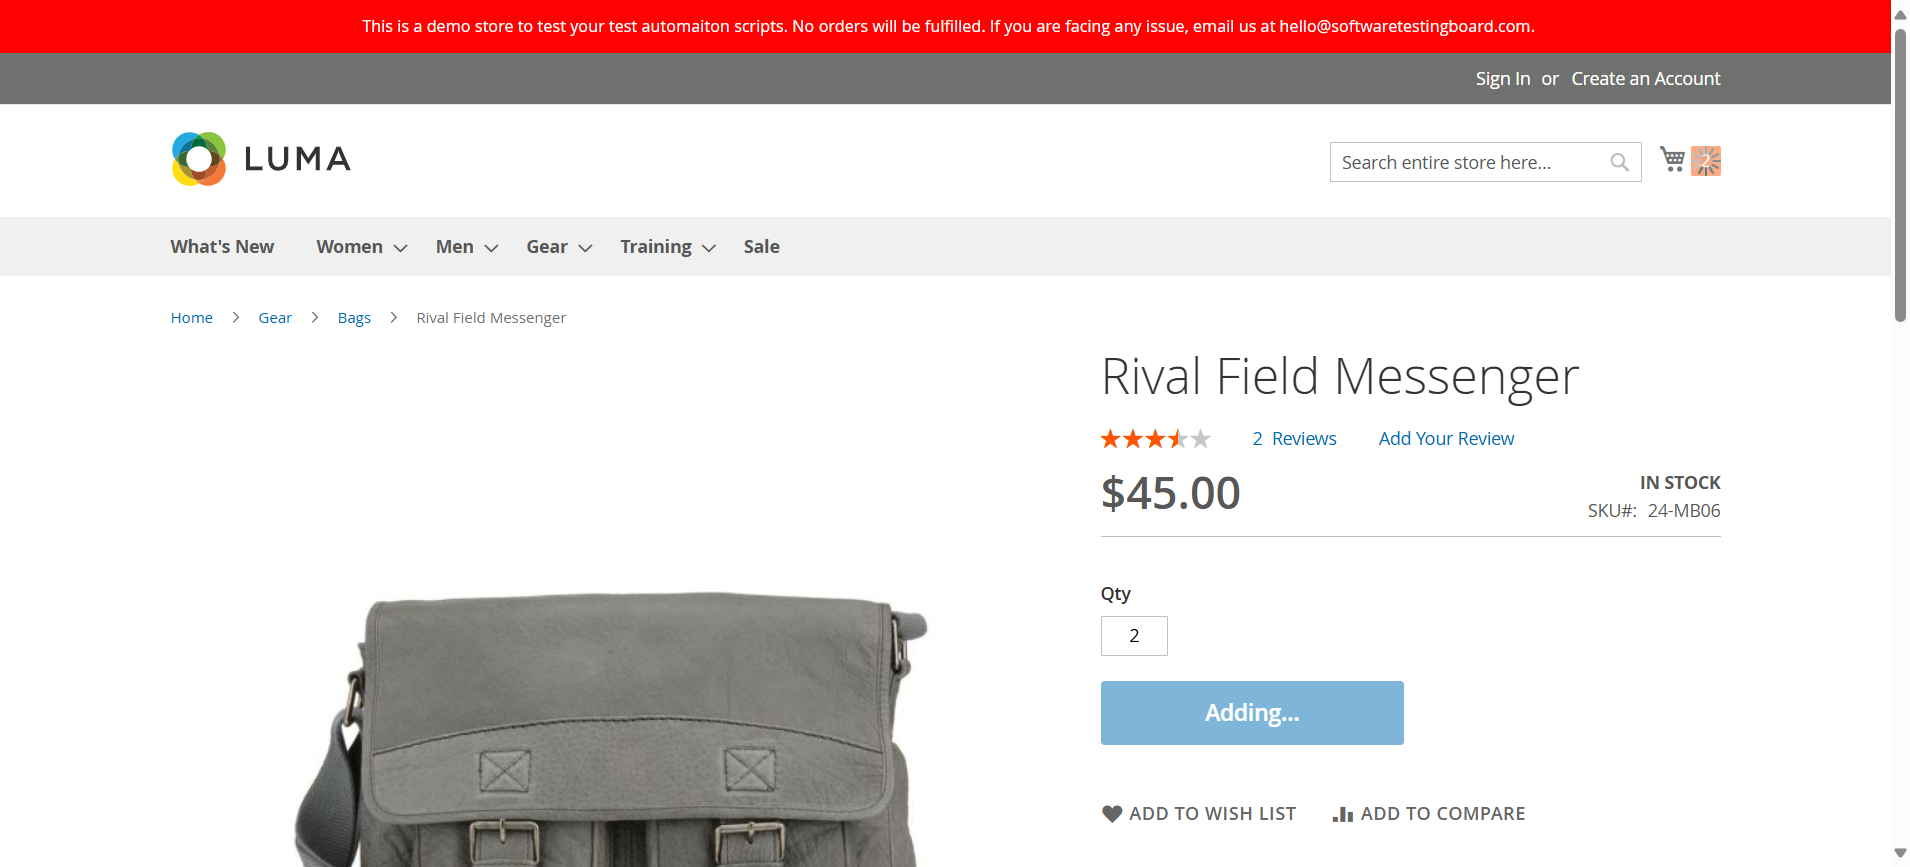 This is a demo store to test your test automaiton scripts. No orders will be fulfilled. If you are facing any issue, email us at hello@softwaretestingboard.com.
Sign In or Create an Account
LUMA
Search entire store here...
2
What's New Women Men Gear Training Sale
Home Gear Bags Rival Field Messenger
Rival Field Messenger
2 Reviews Add Your Review
$45.00
IN STOCK
SKU#: 24-MB06
Qty
2
Adding...
ADD TO WISH LIST ADD TO COMPARE